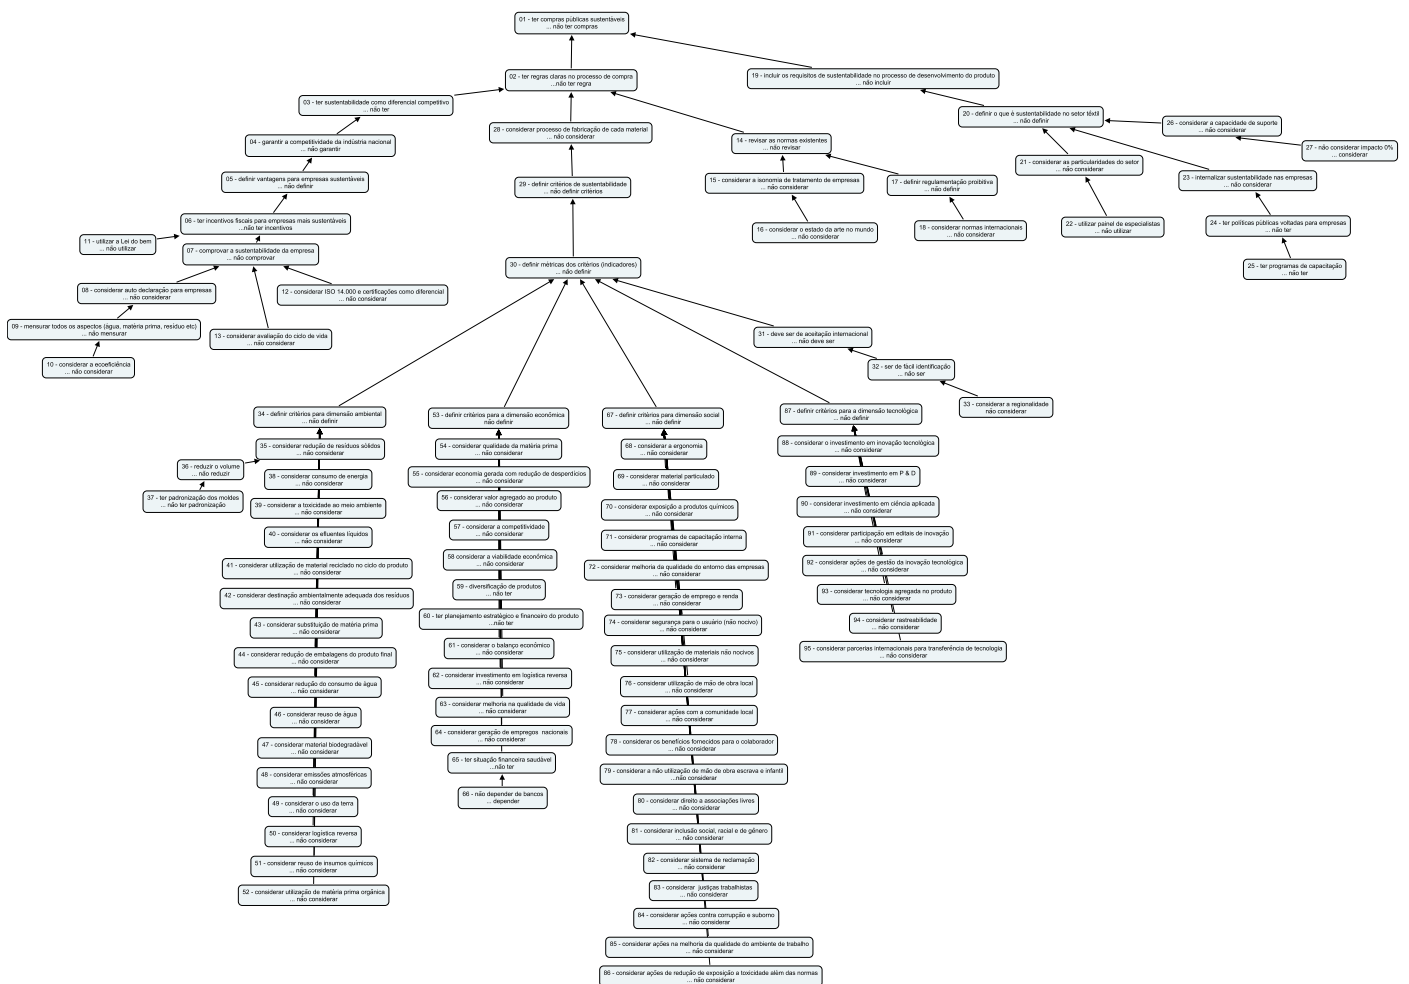 01 - ter compras públicas sustentáveis
... não ter compras
02 - ter regras claras no processo de compra
...não ter regra
19 - incluir os requisitos de sustentabilidade no processo de desenvolvimento do produto
... não incluir
03 - ter sustentabilidade como diferencial competitivo
... não ter
20 - definir o que é sustentabilidade no setor têxtil
... não definir
26 - considerar a capacidade de suporte
... não considerar
28 - considerar processo de fabricação de cada material
... não considerar
04 - garantir a competitividade da indústria nacional
... não garantir
14 - revisar as normas existentes
... não revisar
27 - não considerar impacto 0%
... considerar
21 - considerar as particularidades do setor
... não considerar
05 - definir vantagens para empresas sustentáveis
... não definir
29 - definir critérios de sustentabilidade
... não definir critérios
15 - considerar a isonomia de tratamento de empresas
... não considerar
17 - definir regulamentação proibitiva
... não definir
23 - internalizar sustentabilidade nas empresas
... não considerar
06 - ter incentivos fiscais para empresas mais sustentáveis
...não ter incentivos
16 - considerar o estado da arte no mundo
... não considerar
18 - considerar normas internacionais
... não considerar
22 - utilizar painel de especialistas
... não utilizar
24 - ter políticas públicas voltadas para empresas
... não ter
11 - utilizar a Lei do bem
... não utilizar
07 - comprovar a sustentabilidade da empresa
... não comprovar
30 - definir métricas dos critérios (indicadores)
... não definir
25 - ter programas de capacitação
... não ter
08 - considerar auto declaração para empresas
... não considerar
12 - considerar ISO 14.000 e certificações como diferencial
... não considerar
09 - mensurar todos os aspectos (água, matéria prima, resíduo etc)
... não mensurar
13 - considerar avaliação do ciclo de vida
... não considerar
31 - deve ser de aceitação internacional
... não deve ser
10 - considerar a ecoeficiência
... não considerar
32 - ser de fácil identificação
... não ser
33 - considerar a regionalidade
não considerar
34 - definir critérios para dimensão ambiental
... não definir
35 - considerar redução de resíduos sólidos
... não considerar
36 - reduzir o volume
... não reduzir
37 - ter padronização dos moldes
... não ter padronização
38 - considerar consumo de energia
... não considerar
39 - considerar a toxicidade ao meio ambiente
... não considerar
40 - considerar os efluentes líquidos
... não considerar
41 - considerar utilização de material reciclado no ciclo do produto
... não considerar
42 - considerar destinação ambientalmente adequada dos resíduos
... não considerar
43 - considerar substituição de matéria prima
... não considerar
44 - considerar redução de embalagens do produto final
... não considerar
45 - considerar redução do consumo de água
... não considerar
46 - considerar reuso de água
... não considerar
47 - considerar material biodegradável
... não considerar
48 - considerar emissões atmosféricas
... não considerar
49 - considerar o uso da terra
... não considerar
50 - considerar logística reversa
... não considerar
51 - considerar reuso de insumos químicos
... não considerar
52 - considerar utilização de matéria prima orgânica
... não considerar
53 - definir critérios para a dimensão econômica
não definir
54 - considerar qualidade da matéria prima
... não considerar
55 - considerar economia gerada com redução de desperdícios
... não considerar
56 - considerar valor agregado ao produto
... não considerar
57 - considerar a competitividade
... não considerar
58 considerar a viabilidade econômica
... não considerar
59 - diversificação de produtos
... não ter
60 - ter planejamento estratégico e financeiro do produto
...não ter
61 - considerar o balanço econômico
... não considerar
62 - considerar investimento em logística reversa
... não considerar
63 - considerar melhoria na qualidade de vida
... não considerar
64 - considerar geração de empregos  nacionais
... não considerar
65 - ter situação financeira saudável
...não ter
66 - não depender de bancos
... depender
67 - definir critérios para dimensão social
... não definir
68 - considerar a ergonomia
... não considerar
69 - considerar material particulado
... não considerar
70 - considerar exposição a produtos químicos
... não considerar
71 - considerar programas de capacitação interna
... não considerar
72 - considerar melhoria da qualidade do entorno das empresas
... não considerar
73 - considerar geração de emprego e renda
... não considerar
74 - considerar segurança para o usuário (não nocivo)
... não considerar
75 - considerar utilização de materiais não nocivos
... não considerar
76 - considerar utilização de mão de obra local
... não considerar
77 - considerar ações com a comunidade local
... não considerar
78 - considerar os benefícios fornecidos para o colaborador
... não considerar
79 - considerar a não utilização de mão de obra escrava e infantil
...não considerar
80 - considerar direito a associações livres
... não considerar
81 - considerar inclusão social, racial e de gênero
... não considerar
82 - considerar sistema de reclamação
... não considerar
83 - considerar  justiças trabalhistas
... não considerar
84 - considerar ações contra corrupção e suborno
... não considerar
85 - considerar ações na melhoria da qualidade do ambiente de trabalho
... não considerar
86 - considerar ações de redução de exposição a toxicidade além das normas
... não considerar
87 - definir critérios para a dimensão tecnológica
... não definir
88 - considerar o investimento em inovação tecnológica
... não considerar
89 - considerar investimento em P & D
... não considerar
90 - considerar investimento em ciência aplicada
... não considerar
91 - considerar participação em editais de inovação
... não considerar
92 - considerar ações de gestão da inovação tecnológica
... não considerar
93 - considerar tecnologia agregada no produto
... não considerar
94 - considerar rastreabilidade
... não considerar
95 - considerar parcerias internacionais para transferência de tecnologia
... não considerar